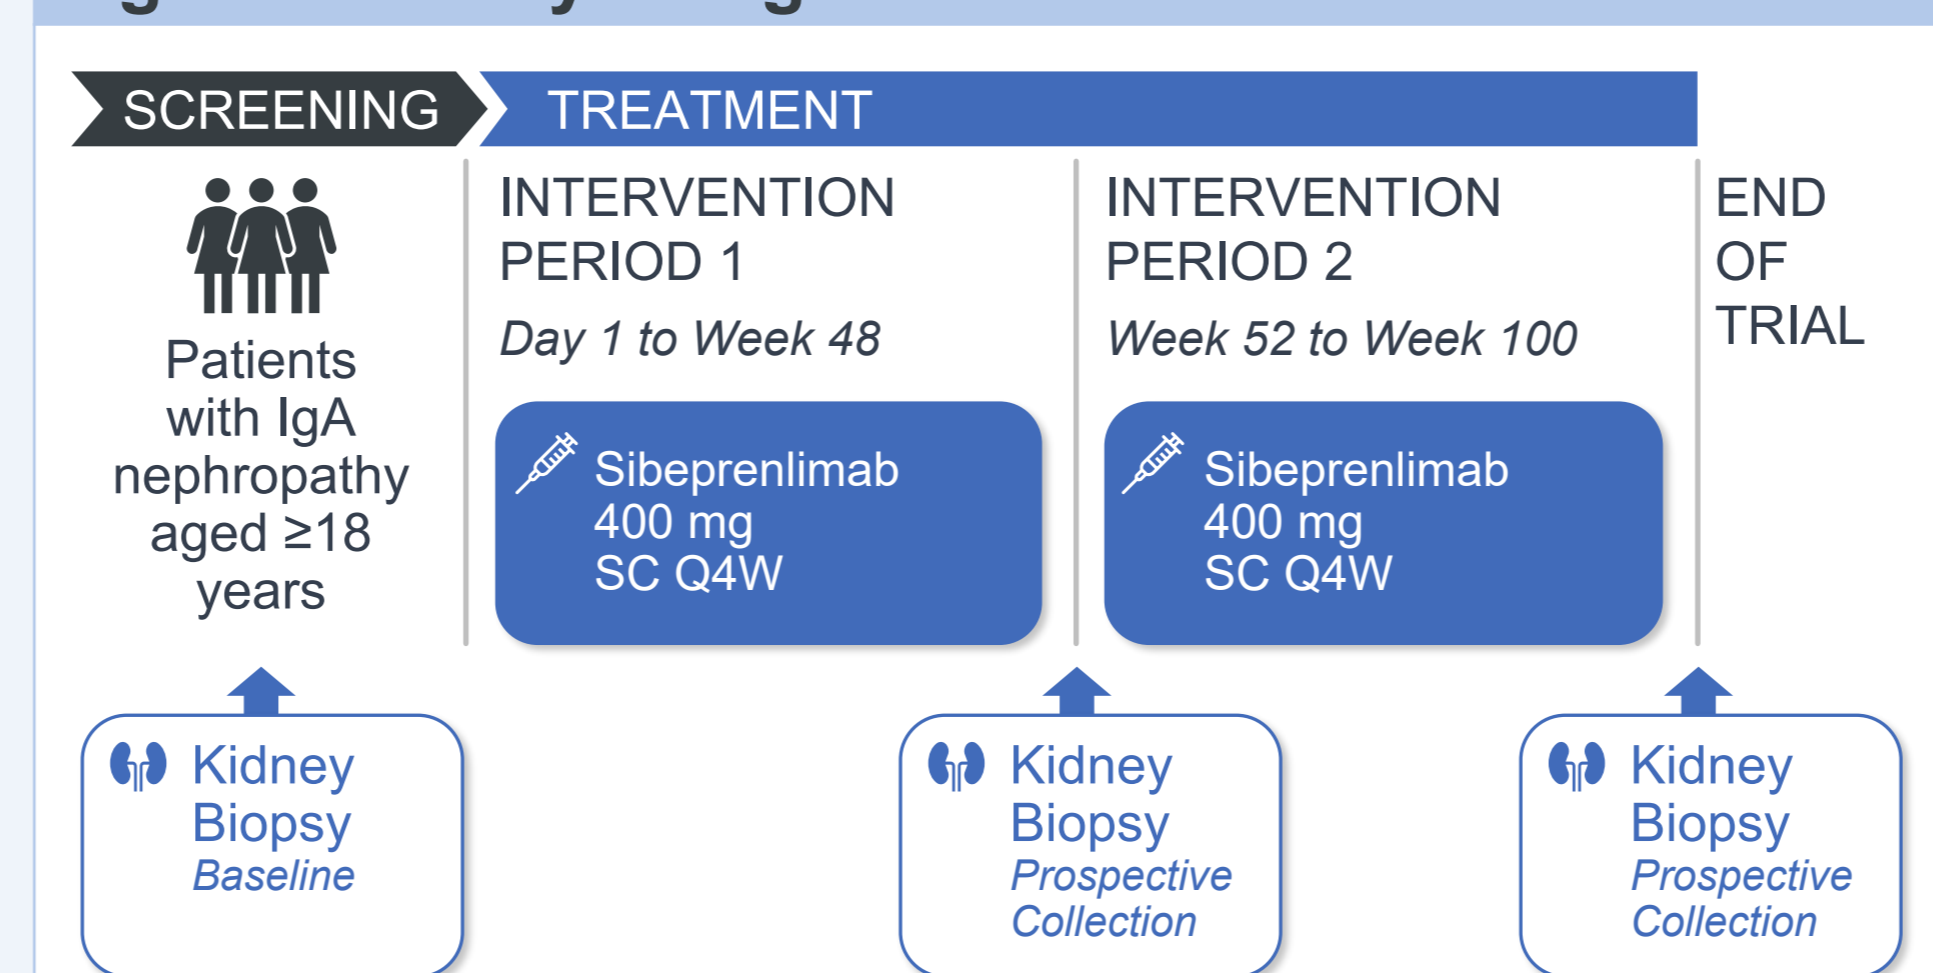 SCREENING
TREATMENT
Patients
with IgA
nephropathy
aged ≥18
years
INTERVENTION
PERIOD 1
Day 1 to Week 48
Sibeprenlimab
400 mg
SC Q4W
INTERVENTION
PERIOD 2
Week 52 to Week 100
Sibeprenlimab
400 mg
SC Q4W
END
OF
TRIAL
Kidney
Biopsy
Baseline
Kidney
Biopsy
Prospective
Collection
Kidney
Biopsy
Prospective
Collection